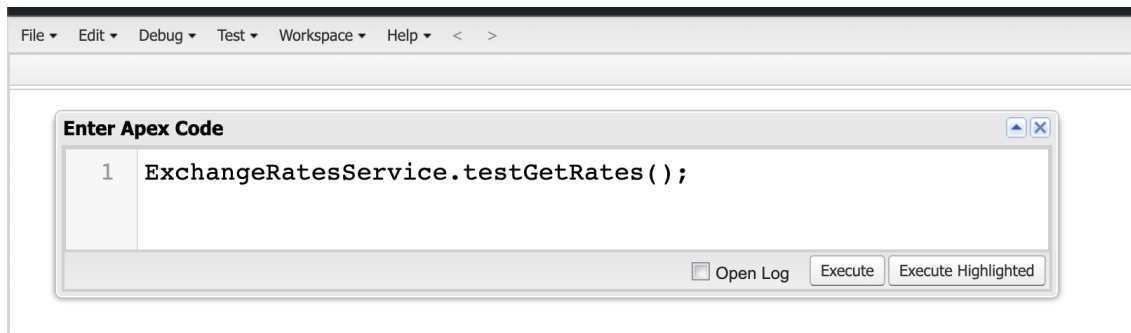 File Edit Debug Test Workspace Help < >
Enter Apex Code
1 ExchangeRatesService.testGetRates();
Open Log Execute Execute Highlighted